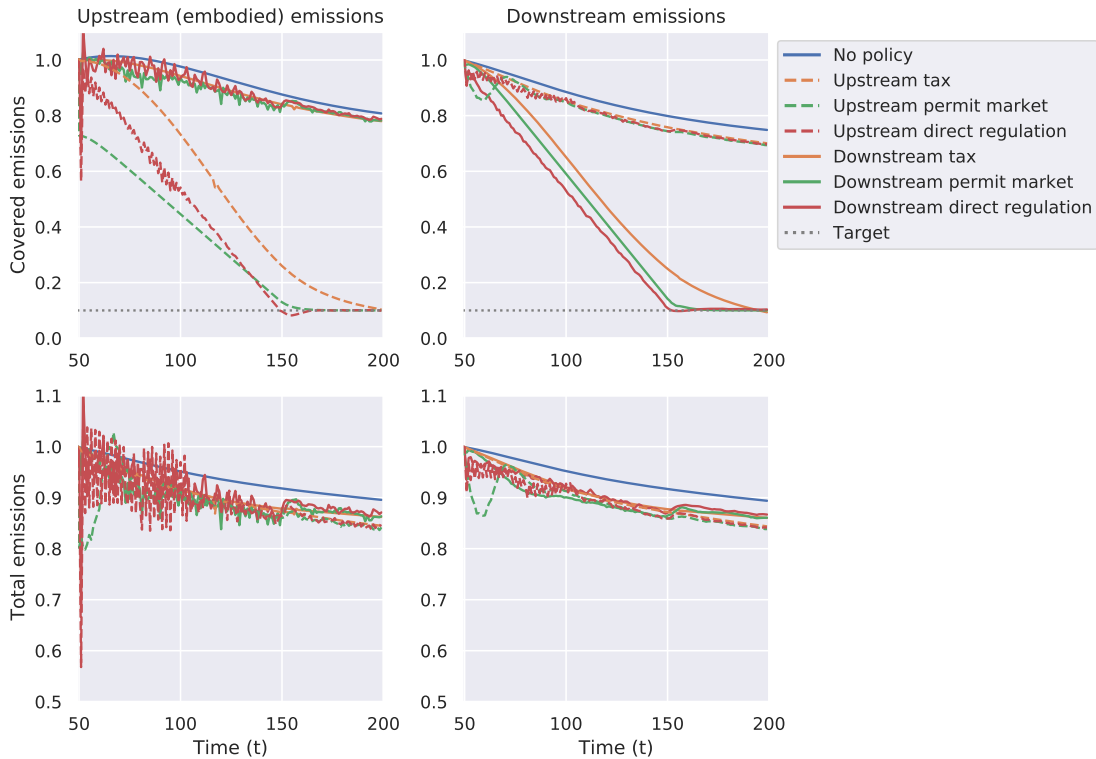 Upstream (embodied) emissions
Downstream emissions
Covered emissions
1.0
0.8
0.6
0.4
0.2
0.0
50 100 150 200
1.0
0.8
0.6
0.4
0.2
0.0
50 100 150 200
No policy
Upstream tax
Upstream permit market
Upstream direct regulation
Downstream tax
Downstream permit market
Downstream direct regulation
Target
Total emissions
1.1
1.0
0.9
0.8
0.7
0.6
0.5
50 100 150 200
Time (t)
1.1
1.0
0.9
0.8
0.7
0.6
0.5
50 100 150 200
Time (t)